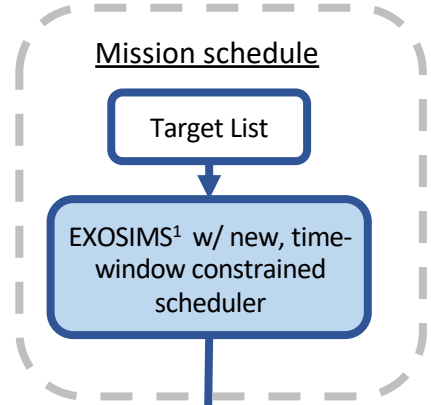 Mission schedule
Target List
EXOSIMS¹ w/ new, time-
window constrained
scheduler